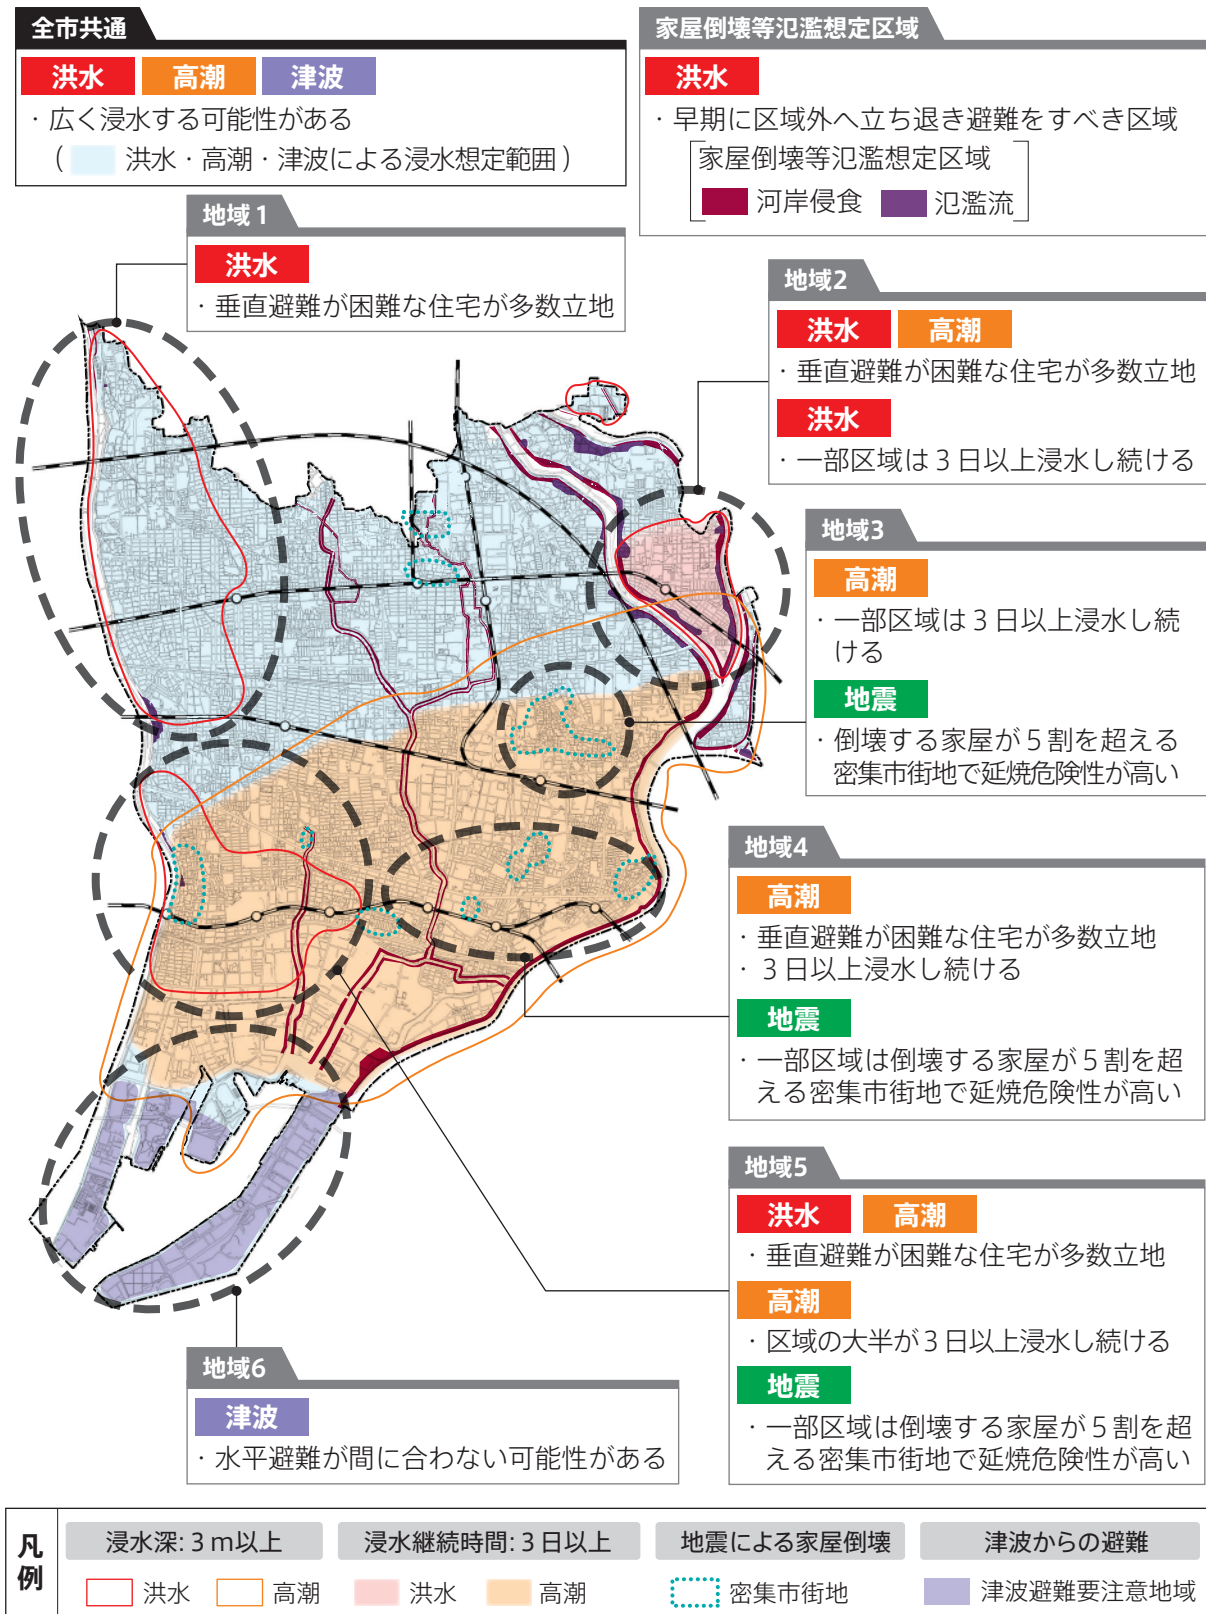 全市共通
洪水 高潮 津波
・広く浸水する可能性がある
( 洪水・高潮・津波による浸水想定範囲 )
家屋倒壊等氾濫想定区域
洪水
・早期に区域外へ立ち退き避難をすべき区域
家屋倒壊等氾濫想定区域
河岸侵食 氾濫流
地域1
洪水
・垂直避難が困難な住宅が多数立地
地域2
洪水 高潮
・垂直避難が困難な住宅が多数立地
洪水
・一部区域は3日以上浸水し続ける
地域3
高潮
・一部区域は3日以上浸水し続
ける
地震
・倒壊する家屋が5割を超える
密集市街地で延焼危険性が高い
地域4
高潮
・垂直避難が困難な住宅が多数立地
・3日以上浸水し続ける
地震
・一部区域は倒壊する家屋が5割を超
える密集市街地で延焼危険性が高い
地域5
洪水 高潮
・垂直避難が困難な住宅が多数立地
高潮
・区域の大半が3日以上浸水し続ける
地震
・一部区域は倒壊する家屋が5割を超
える密集市街地で延焼危険性が高い
地域6
津波
・水平避難が間に合わない可能性がある
凡例
浸水深:3m以上
洪水 高潮
浸水継続時間:3日以上
洪水 高潮
地震による家屋倒壊
密集市街地
津波からの避難
津波避難要注意地域